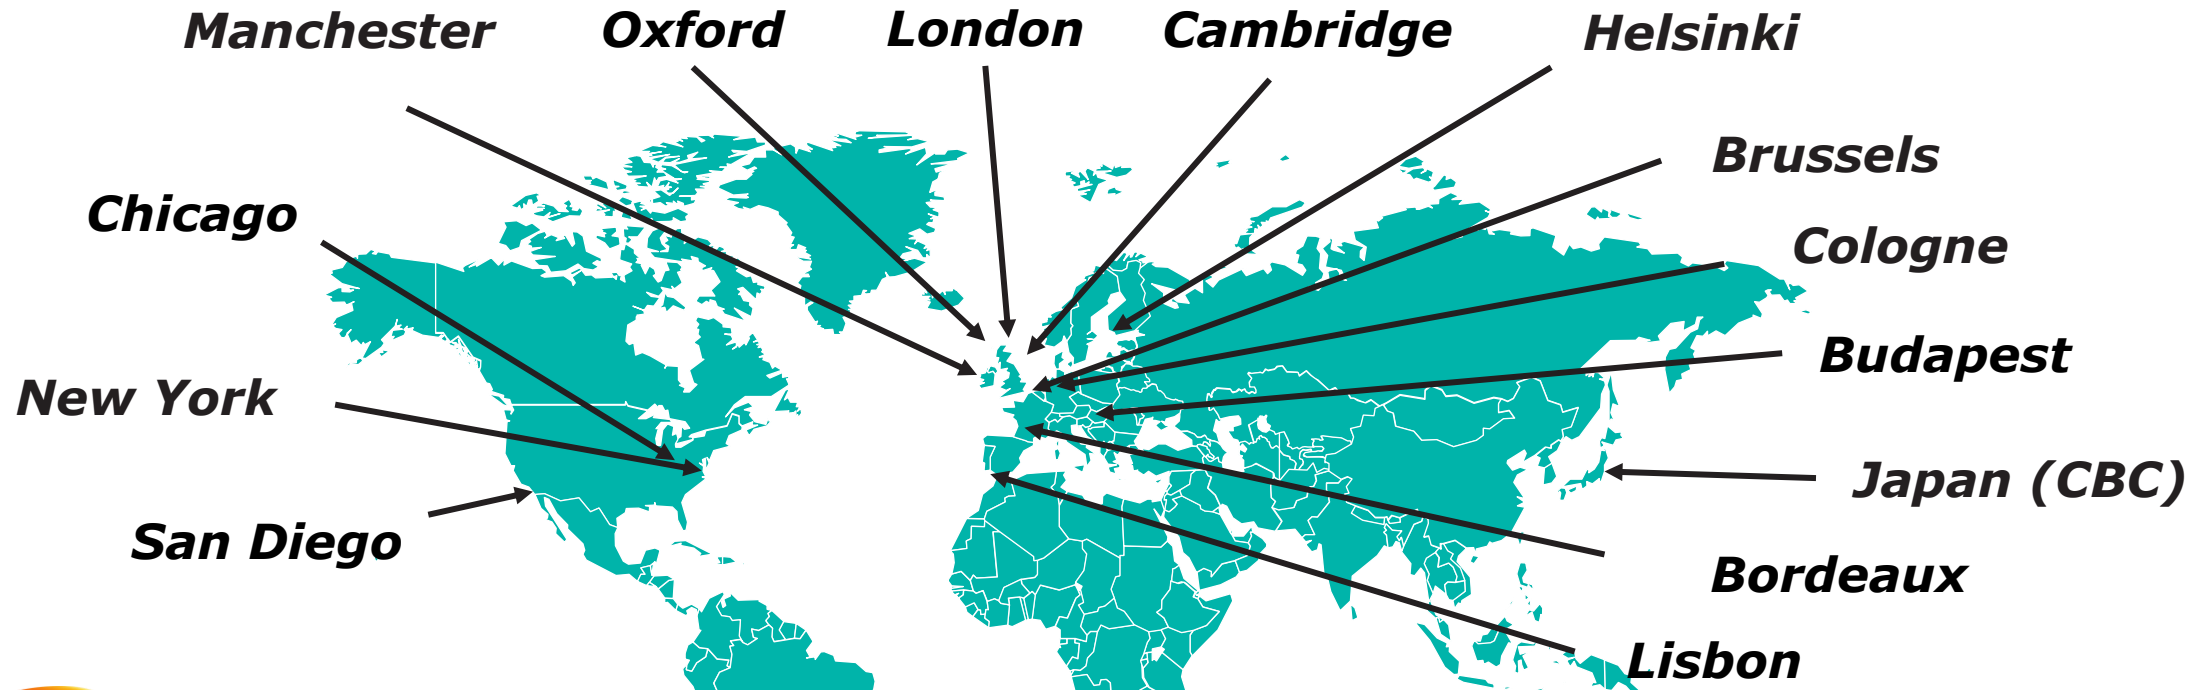 Manchester
Oxford
London
Cambridge
Helsinki
Brussels
Chicago
Cologne
Budapest
New York
Japan (CBC)
San Diego
Bordeaux
Lisbon